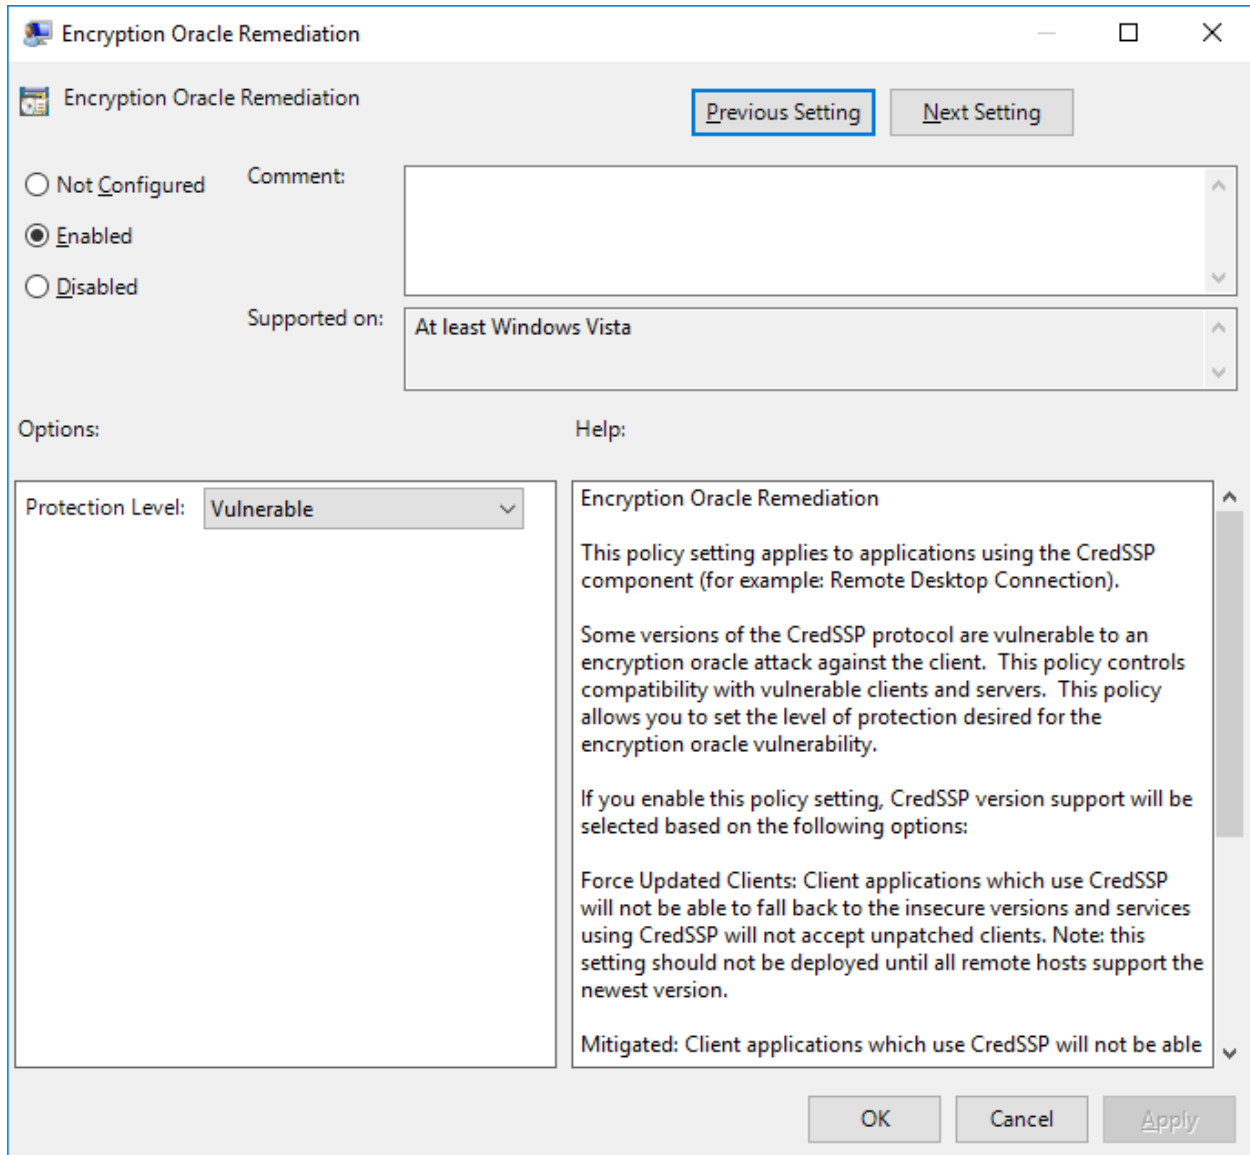 Encryption Oracle Remediation
Encryption Oracle Remediation
Previous Setting
Next Setting
Not Configured
Enabled
Disabled
Comment:
Supported on:
At least Windows Vista
Options:
Help:
Protection Level:
Vulnerable
Encryption Oracle Remediation
This policy setting applies to applications using the CredSSP
component (for example: Remote Desktop Connection).
Some versions of the CredSSP protocol are vulnerable to an
encryption oracle attack against the client.  This policy controls
compatibility with vulnerable clients and servers.  This policy
allows you to set the level of protection desired for the
encryption oracle vulnerability.
If you enable this policy setting, CredSSP version support will be
selected based on the following options:
Force Updated Clients: Client applications which use CredSSP
will not be able to fall back to the insecure versions and services
using CredSSP will not accept unpatched clients. Note: this
setting should not be deployed until all remote hosts support the
newest version.
Mitigated: Client applications which use CredSSP will not be able
OK
Cancel
Apply